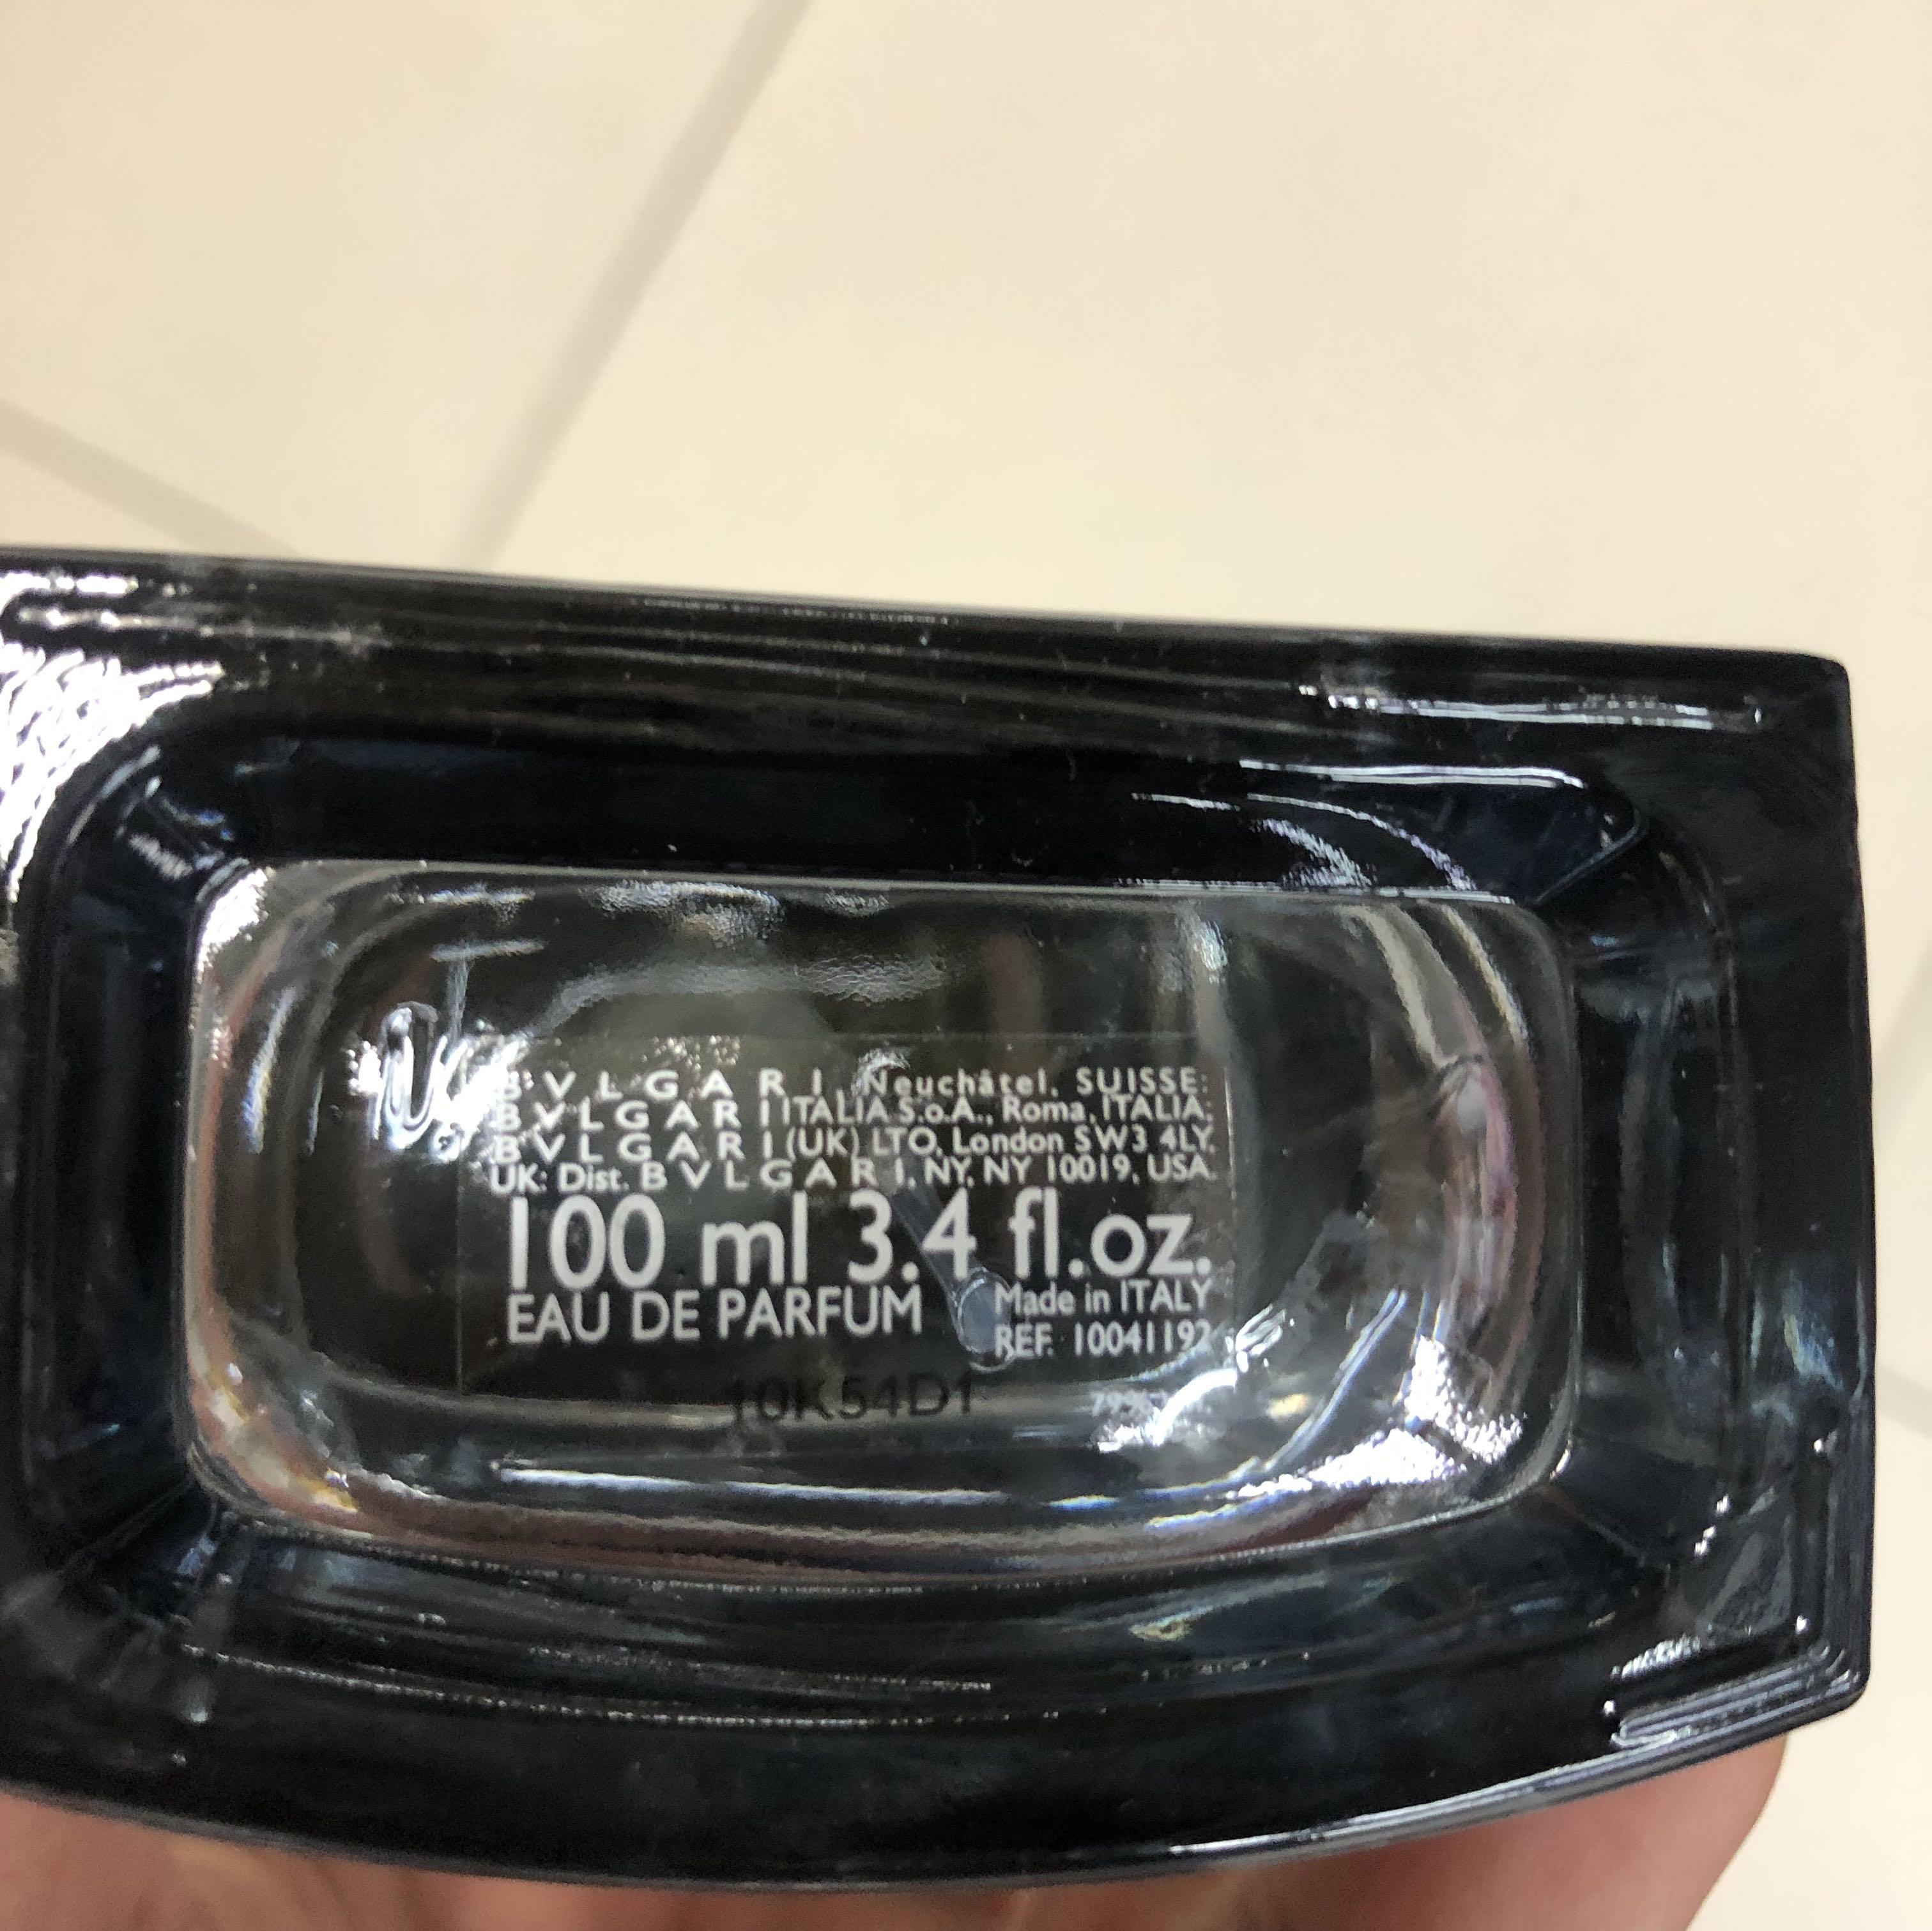 BVLGARI, Neuchâtel, SUISSE:
BVLGARI ITALIA S.o.A., Roma, ITALIA,
BVLGARI (UK) LTO, London SW3 4LY,
UK: Dist. BVLGARI, NY, NY 10019, USA
100 ml 3.4 fl.oz.
EAU DE PARFUM
Made in ITALY
REF: 10041192
10K54D1